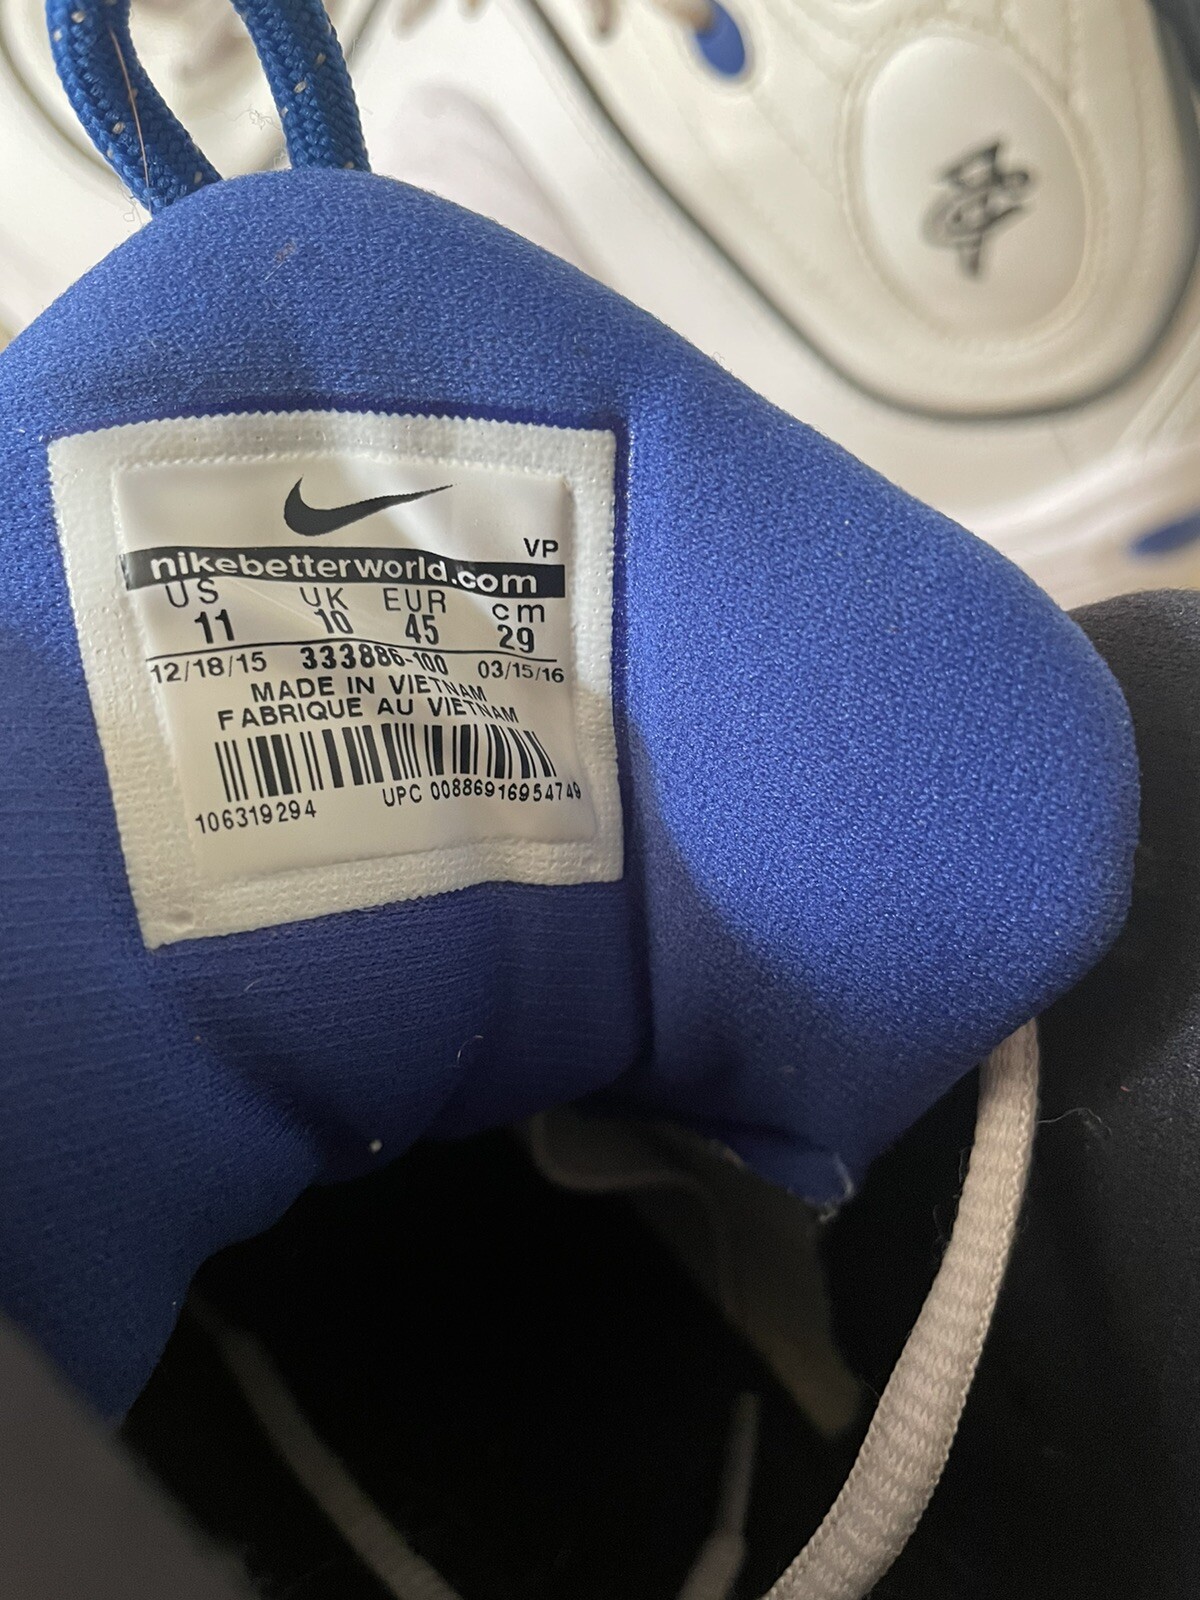 VP
nikebetterworld.com
US UK EUR cm
11 10 45 29
12/18/15 333886-100 03/15/16
MADE IN VIETNAM
FABRIQUE AU VIETNAM
106319294 UPC 00886916954749